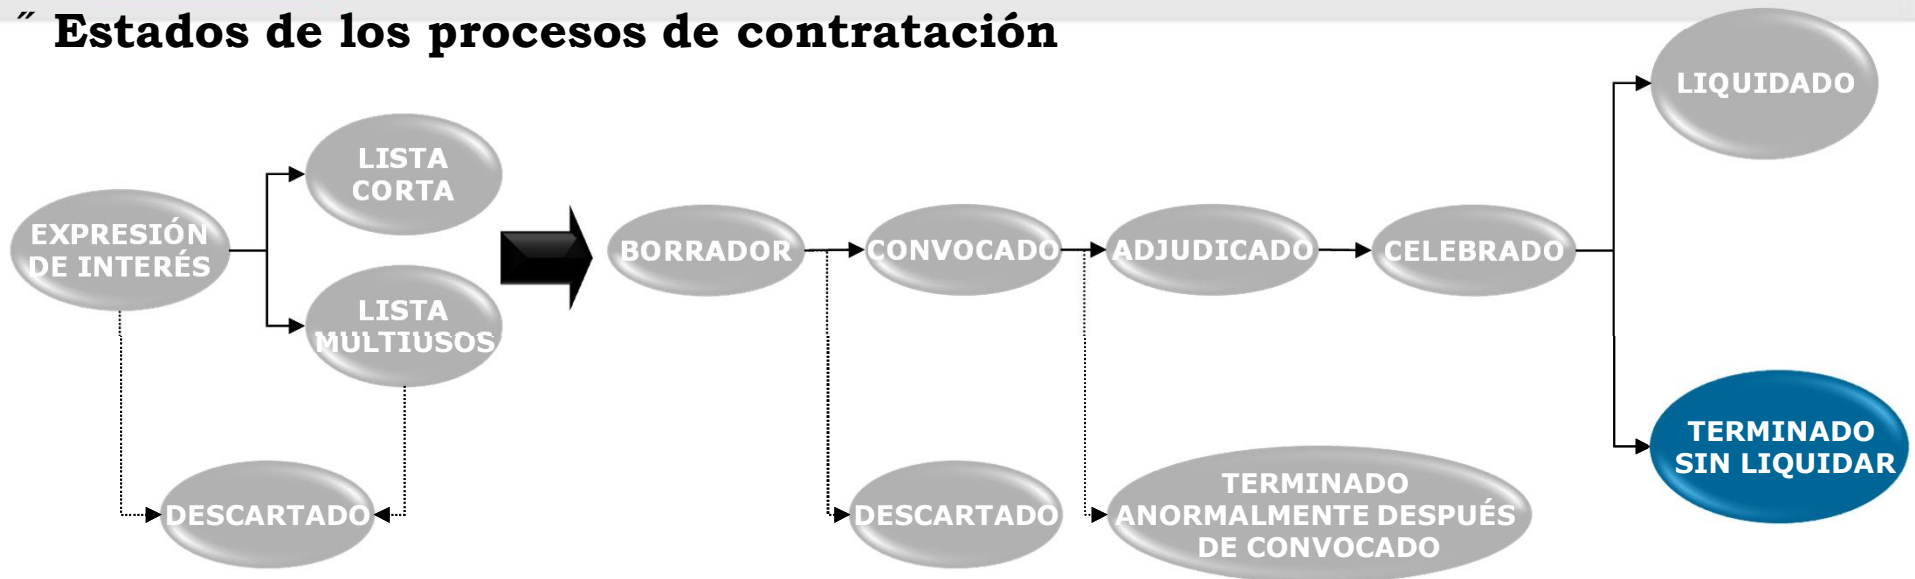 ˝ Estados de los procesos de contratación
LIQUIDADO
LISTA
CORTA
EXPRESIÓN
DE INTERÉS
BORRADOR
CONVOCADO
ADJUDICADO
CELEBRADO
LISTA
MULTIUSOS
TERMINADO
SIN LIQUIDAR
DESCARTADO
DESCARTADO
TERMINADO
ANORMALMENTE DESPUÉS
DE CONVOCADO